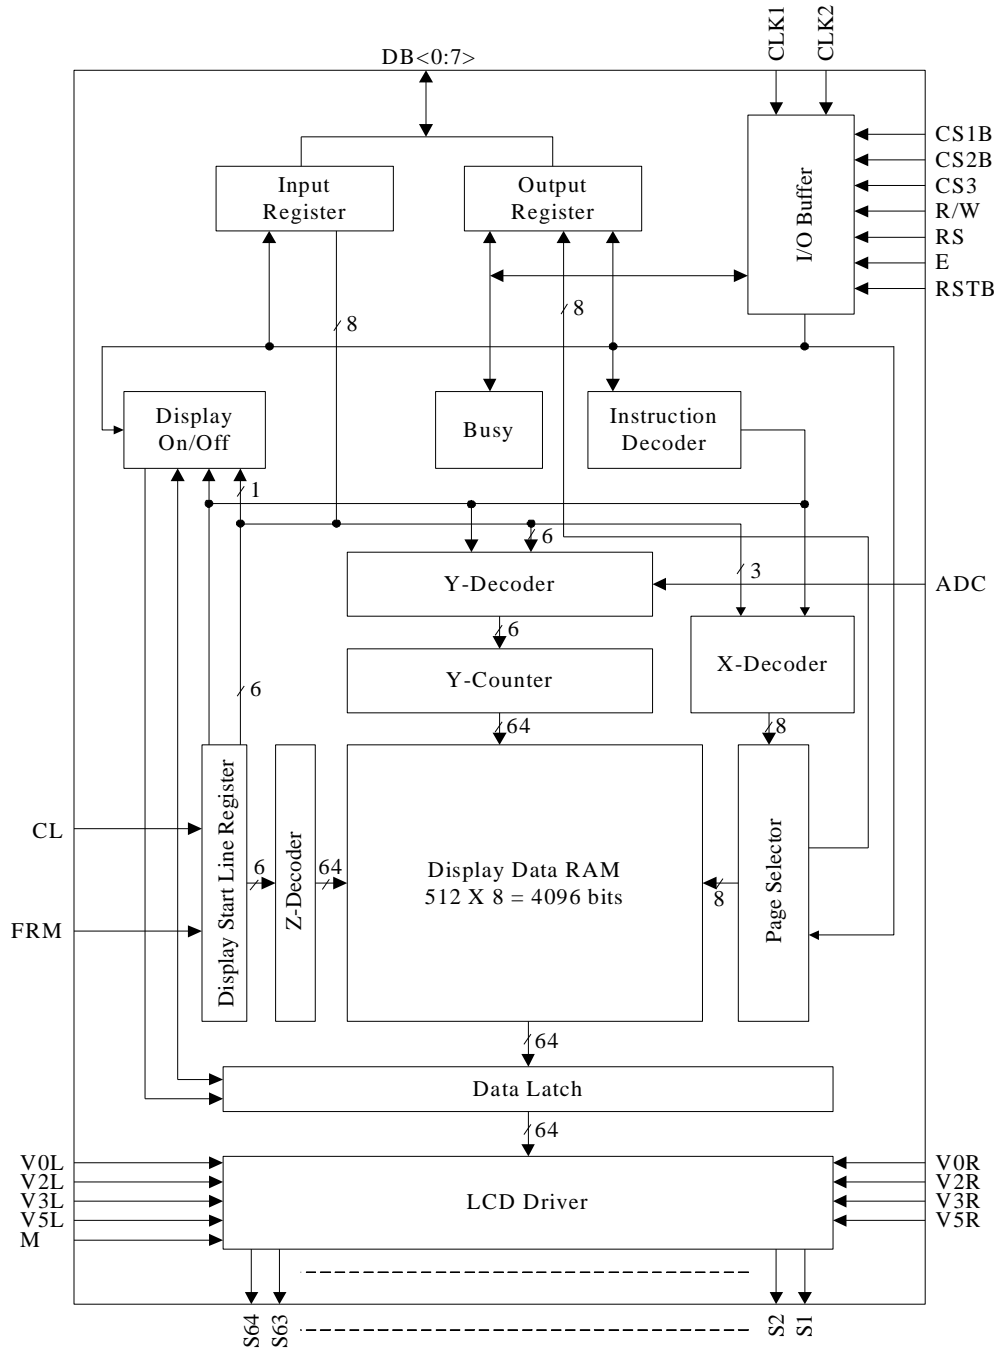 CLK1
CLK2
DB<0:7>
CS1B
CS2B
CS3
R/W
RS
E
RSTB
Input
Register
Output
Register
I/O Buffer
8
8
Display
On/Off
Busy
Instruction
Decoder
1
6
3
Y-Decoder
ADC
6
X-Decoder
Y-Counter
6
64
8
CL
FRM
Display Start Line Register
6
Z-Decoder
64
Display Data RAM
512 X 8 = 4096 bits
8
Page Selector
64
Data Latch
64
V0L
V2L
V3L
V5L
M
LCD Driver
V0R
V2R
V3R
V5R
S64
S63
S2
S1